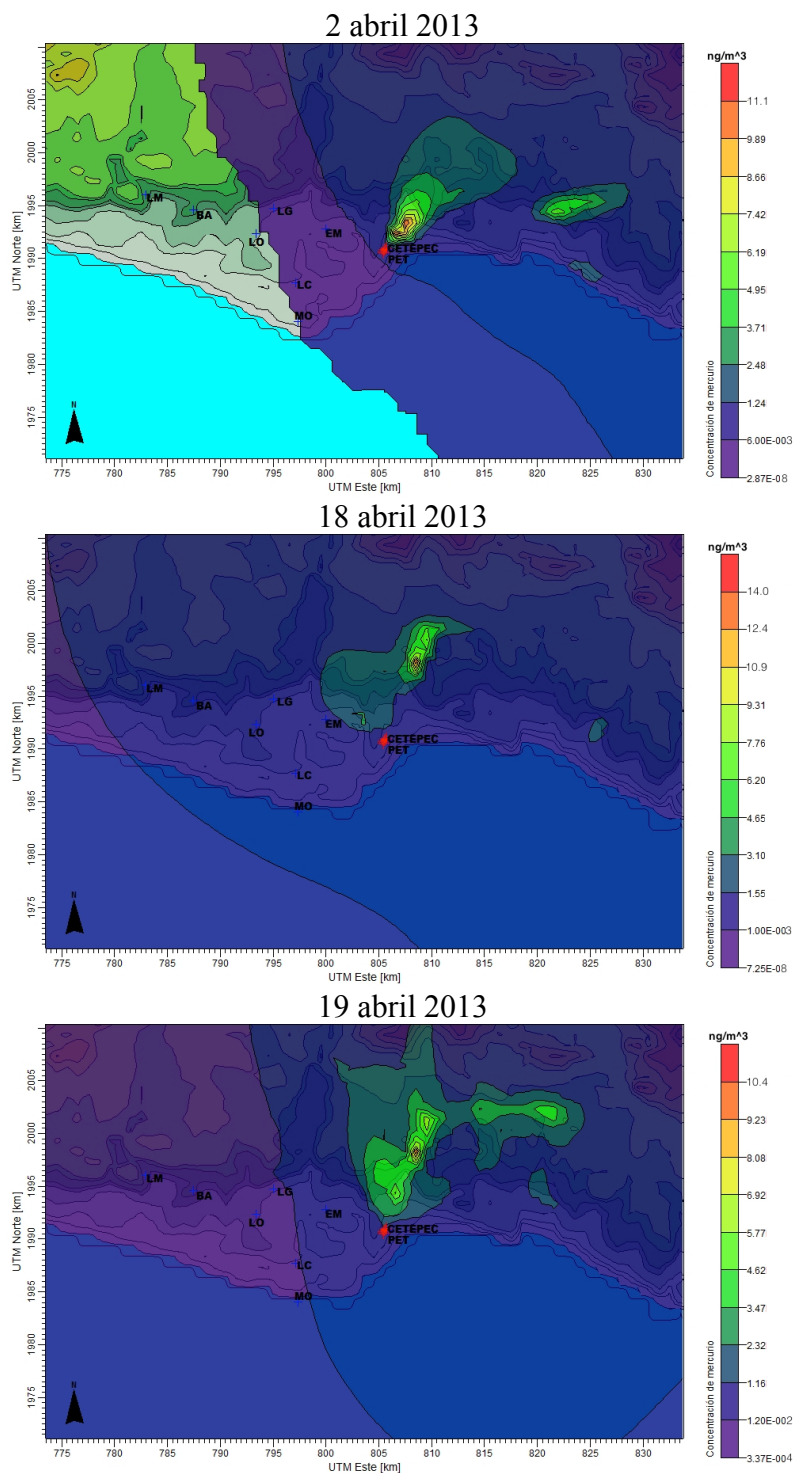 2 abril 2013
ng/m^3
11.1
9.89
8.66
7.42
6.19
4.95
3.71
2.48
1.24
6.00E-003
2.87E-08
Concentración de mercurio
UTM Norte [km]
2005
2000
1995
1990
1985
1980
1975
LM
BA
LG
LO
EM
CETEPEC
PET
LC
MO
N
775 780 785 790 795 800 805 810 815 820 825 830
UTM Este [km]
18 abril 2013
ng/m^3
14.0
12.4
10.9
9.31
7.76
6.20
4.65
3.10
1.55
1.00E-003
7.25E-08
Concentración de mercurio
UTM Norte [km]
2005
2000
1995
1990
1985
1980
1975
LM
BA
LG
LO
EM
CETEPEC
PET
LC
MO
N
775 780 785 790 795 800 805 810 815 820 825 830
UTM Este [km]
19 abril 2013
ng/m^3
10.4
9.23
8.08
6.92
5.77
4.62
3.47
2.32
1.16
1.20E-002
3.37E-004
Concentración de mercurio
UTM Norte [km]
2005
2000
1995
1990
1985
1980
1975
LM
BA
LG
LO
EM
CETEPEC
PET
LC
MO
N
775 780 785 790 795 800 805 810 815 820 825 830
UTM Este [km]